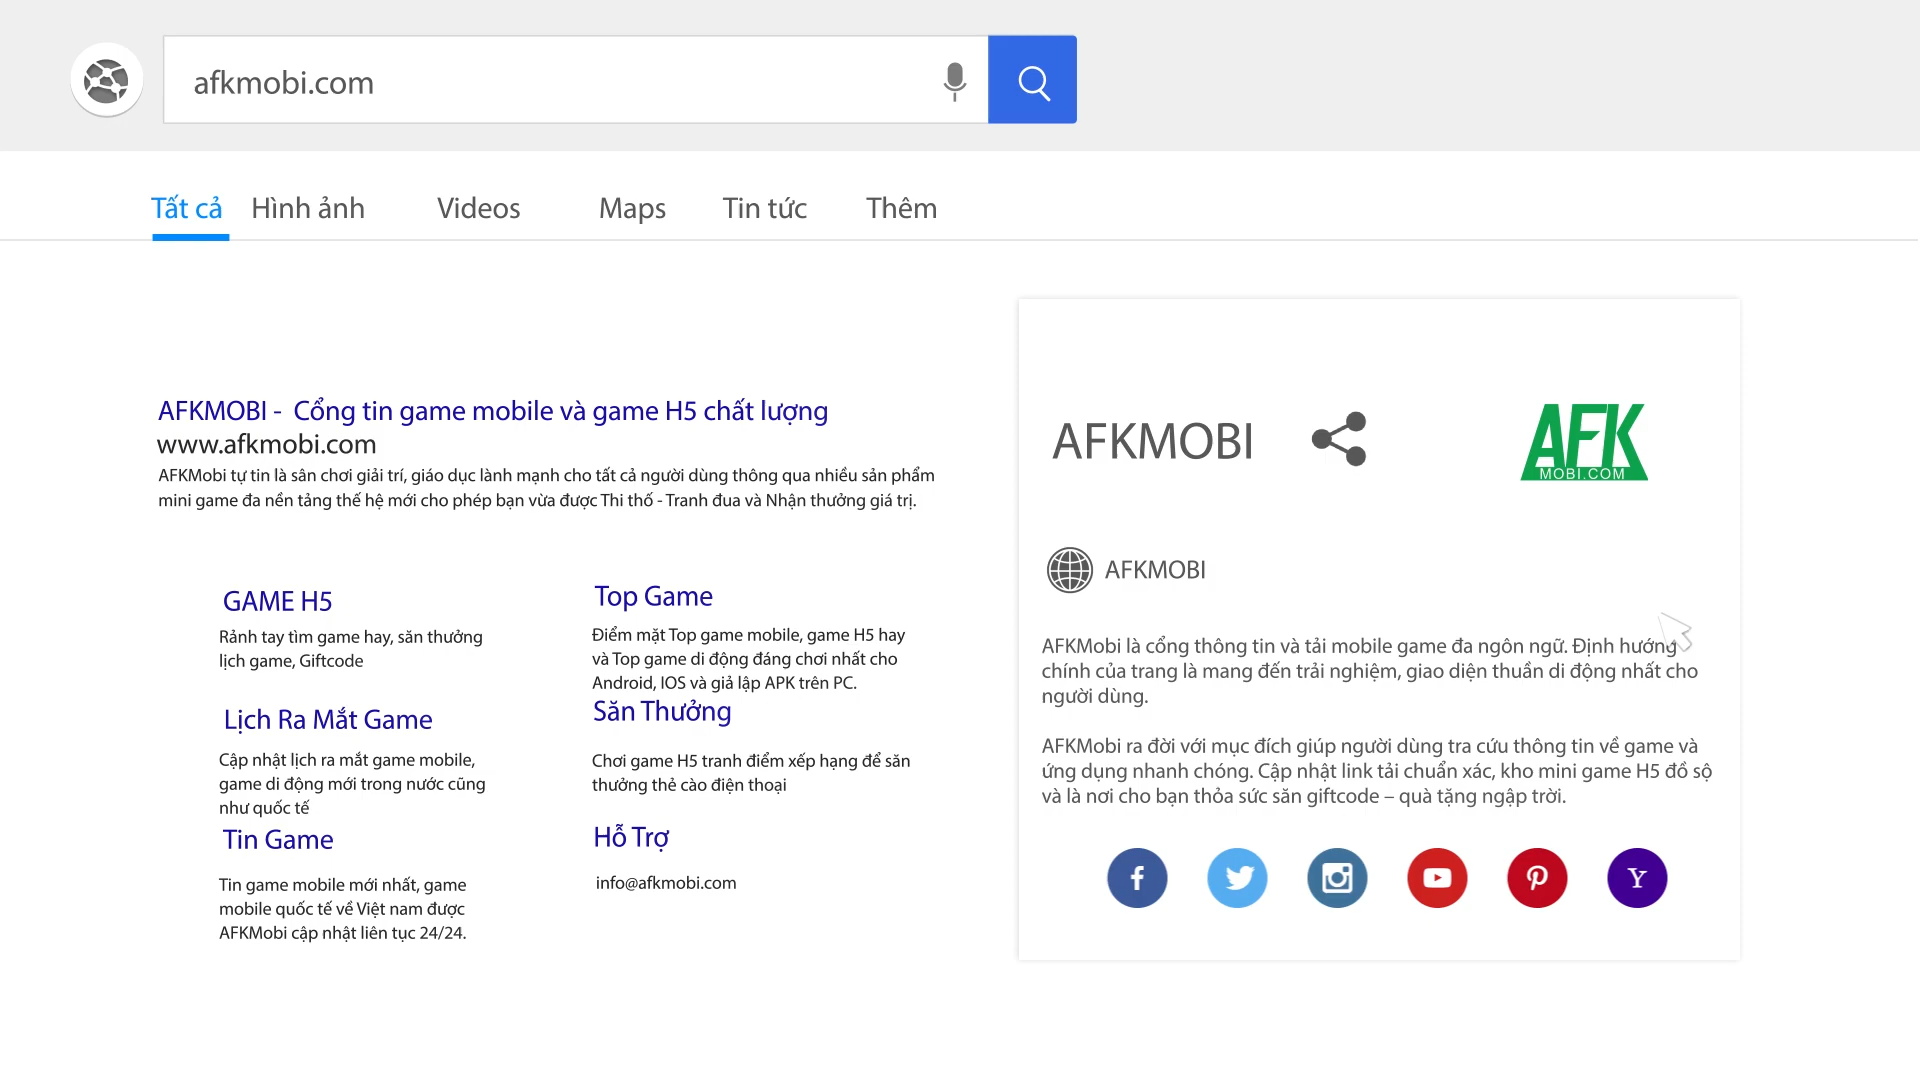 afkmobi.com
Tất cả Hình ảnh Videos Maps Tin tức Thêm
AFKMOBI - Cổng tin game mobile và game H5 chất lượng
www.afkmobi.com
AFKMobi tự tin là sân chơi giải trí, giáo dục lành mạnh cho tất cả người dùng thông qua nhiều sản phẩm
mini game đa nền tảng thế hệ mới cho phép bạn vừa được Thi thố - Tranh đua và Nhận thưởng giá trị.
GAME H5
Rảnh tay tìm game hay, săn thưởng
lịch game, Giftcode
Lịch Ra Mắt Game
Cập nhật lịch ra mắt game mobile,
game di động mới trong nước cũng
như quốc tế
Tin Game
Tin game mobile mới nhất, game
mobile quốc tế về Việt nam được
AFKMobi cập nhật liên tục 24/24.
Top Game
Điểm mặt Top game mobile, game H5 hay
và Top game di động đáng chơi nhất cho
Android, IOS và giả lập APK trên PC.
Săn Thưởng
Chơi game H5 tranh điểm xếp hạng để săn
thưởng thẻ cào điện thoại
Hỗ Trợ
info@afkmobi.com
AFKMOBI
AFK
MOBI.COM
AFKMOBI
AFKMobi là cổng thông tin và tải mobile game đa ngôn ngữ. Định hướng
chính của trang là mang đến trải nghiệm, giao diện thuần di động nhất cho
người dùng.
AFKMobi ra đời với mục đích giúp người dùng tra cứu thông tin về game và
ứng dụng nhanh chóng. Cập nhật link tải chuẩn xác, kho mini game H5 đồ sộ
và là nơi cho bạn thỏa sức săn giftcode – quà tặng ngập trời.